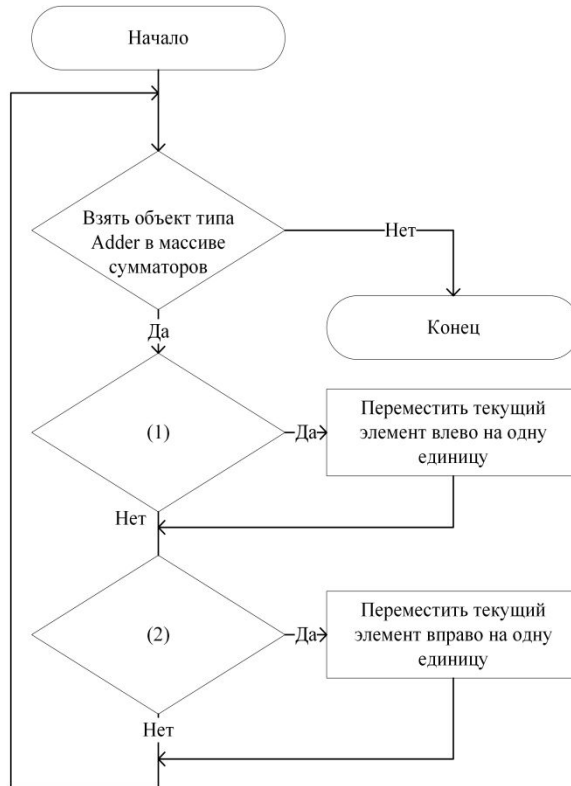 Начало
Взять объект типа
Adder в массиве
сумматоров
Нет
Конец
Да
(1)
Да
Переместить текущий
элемент влево на одну
единицу
Нет
(2)
Да
Переместить текущий
элемент вправо на одну
единицу
Нет